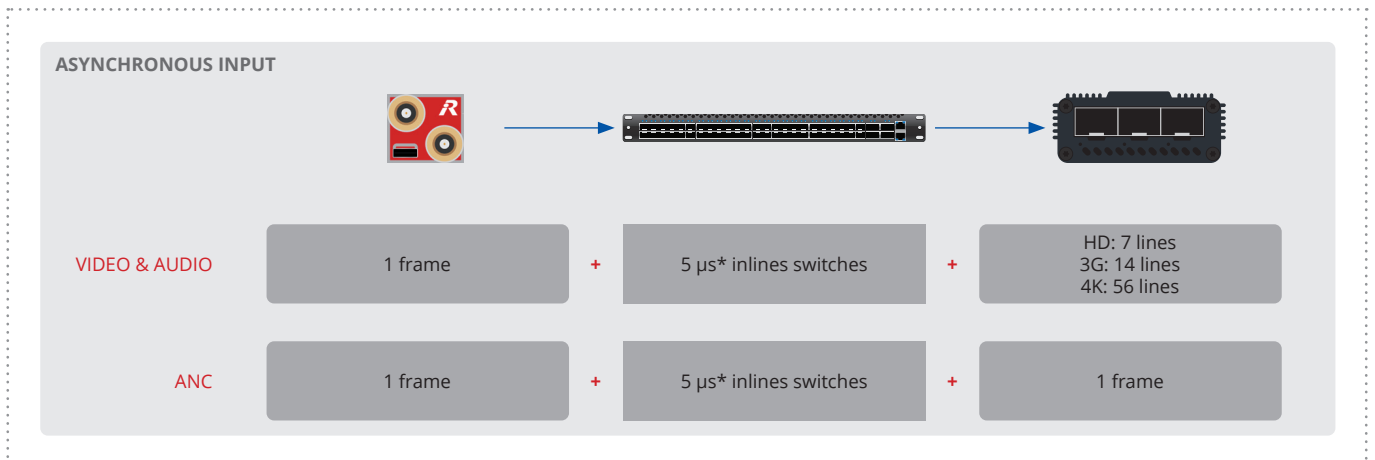 ASYNCHRONOUS INPUT
R
VIDEO & AUDIO
1 frame
+
5 µs* inlines switches
+
HD: 7 lines
3G: 14 lines
4K: 56 lines
ANC
1 frame
+
5 µs* inlines switches
+
1 frame